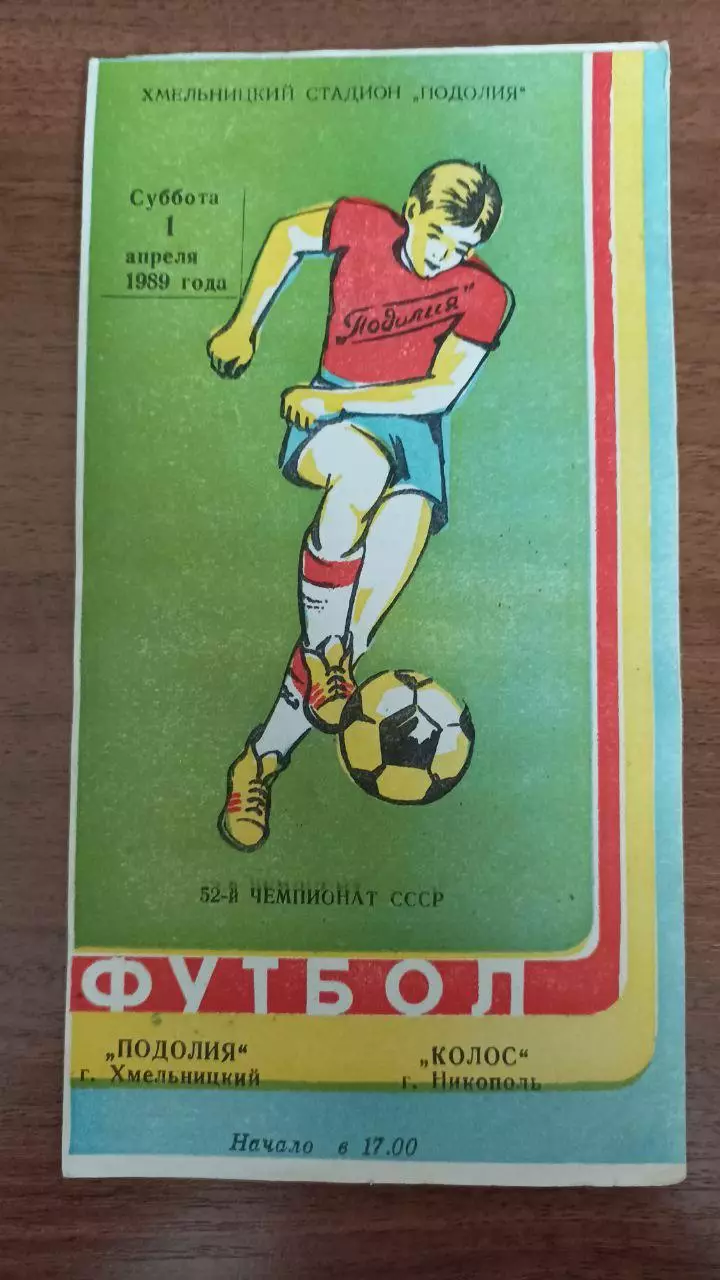 ХМЕЛЬНИЦКИЙ СТАДИОН „ПОДОЛИЯ“
Суббота
1
апреля
1989 года
„Подолия“
52-й ЧЕМПИОНАТ СССР
ФУТБОЛ
„ПОДОЛИЯ“
г. Хмельницкий
„КОЛОС“
г. Никополь
Начало в 17.00